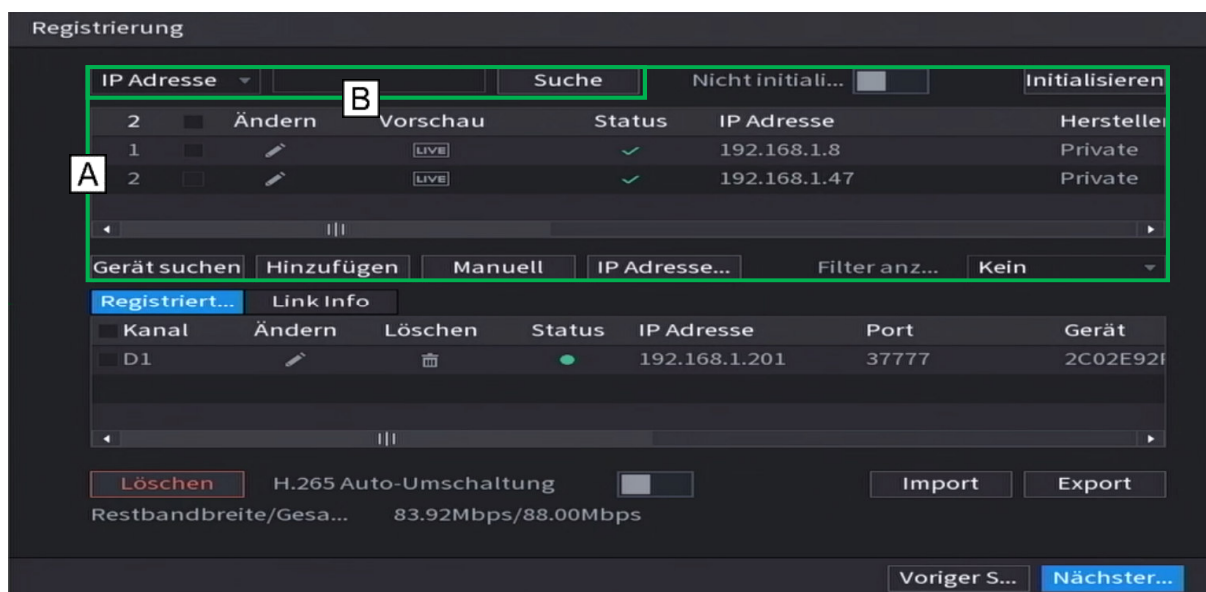 Registrierung
IP Adresse Suche Nicht initiali... Initialisieren
B
2 Ändern Vorschau Status IP Adresse Hersteller
1 LIVE 192.168.1.8 Private
A
2 LIVE 192.168.1.47 Private
Gerät suchen Hinzufügen Manuell IP Adresse... Filter anz... Kein
Registriert... Link Info
Kanal Ändern Löschen Status IP Adresse Port Gerät
D1 192.168.1.201 37777 2C02E92F
Löschen H.265 Auto-Umschaltung Import Export
Restbandbreite/Gesa... 83.92Mbps/88.00Mbps
Voriger S... Nächster...